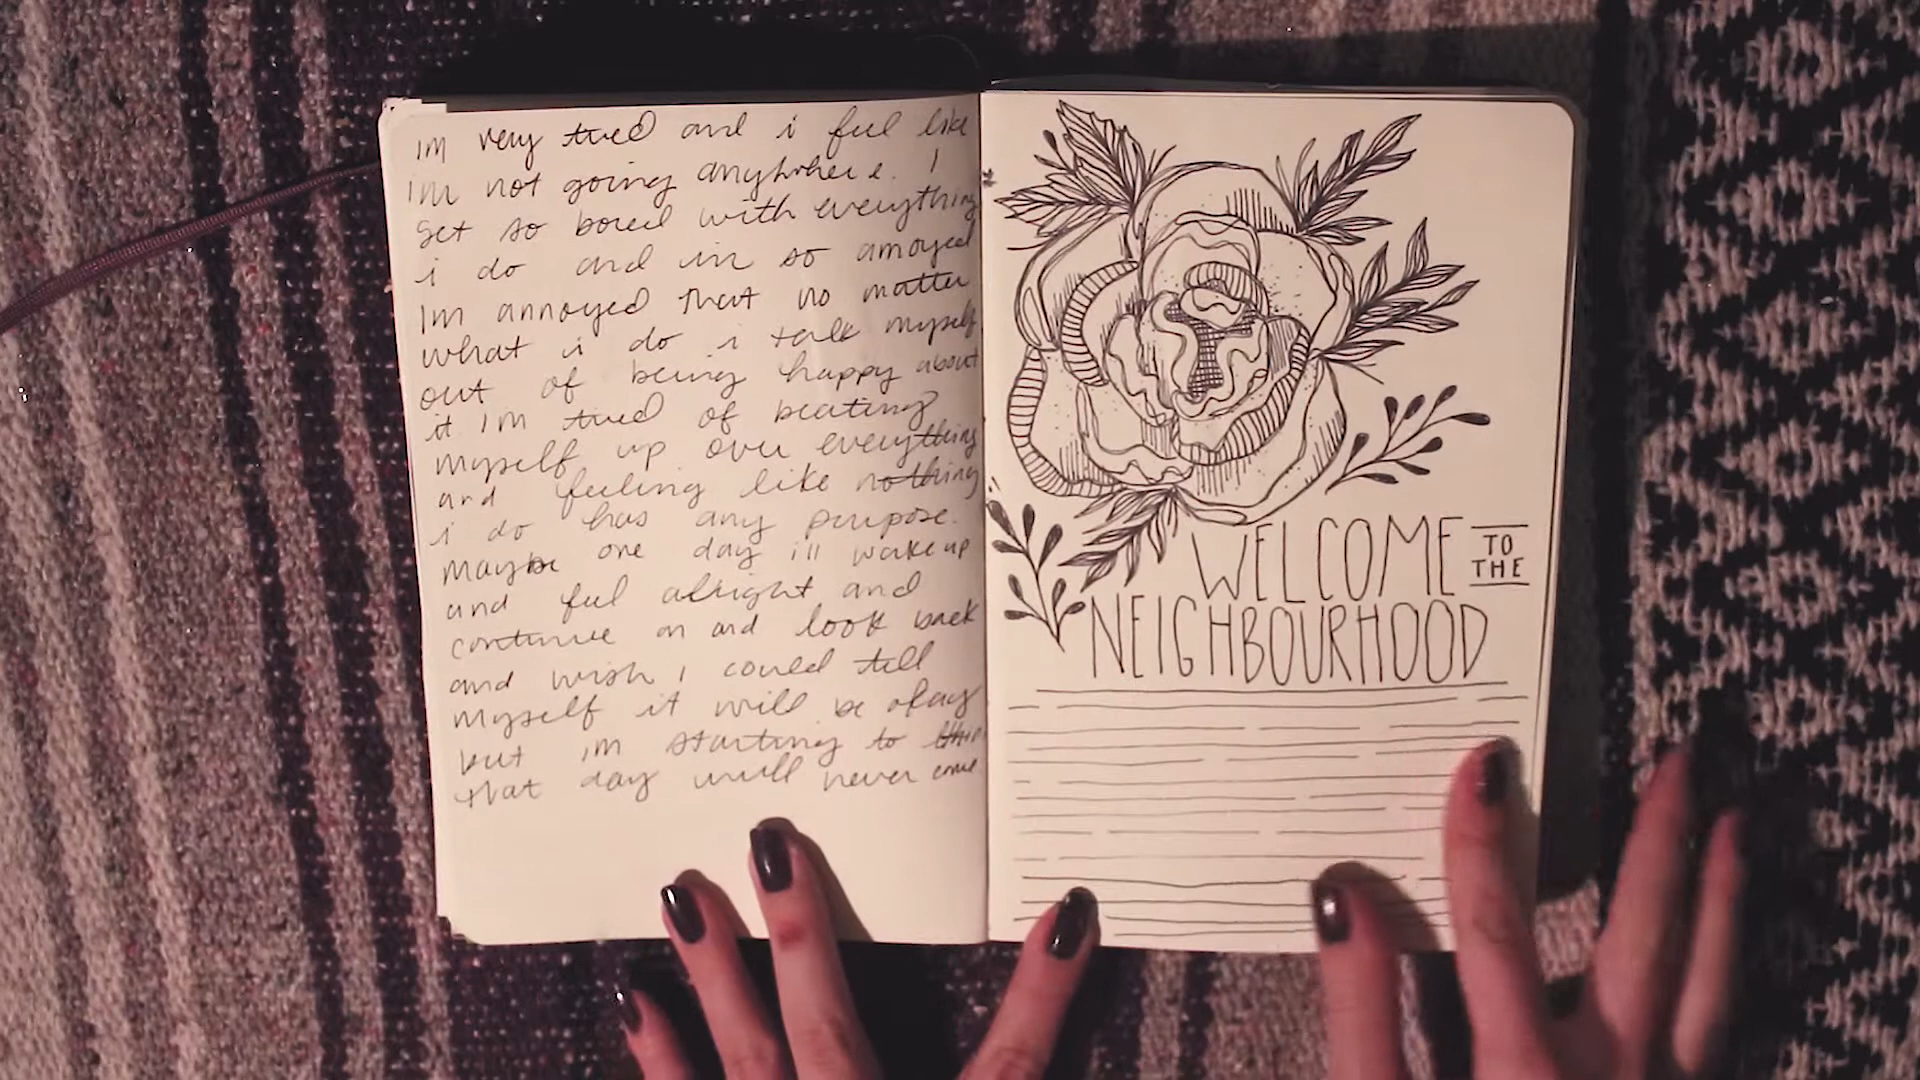 im very tired and i feel like
im not going anywhere. I
get so bored with everything
i do and im so annoyed
Im annoyed that no matter
what i do i talk myself
out of being happy about
it im tired of beating
myself up over everything
and feeling like nothing
i do has any purpose.
maybe one day i'll wake up
and feel alright and
continue on and look back
and wish I could tell
myself it will be okay
but im starting to thin
that day will never come
WELCOME TO THE
NEIGHBOURHOOD